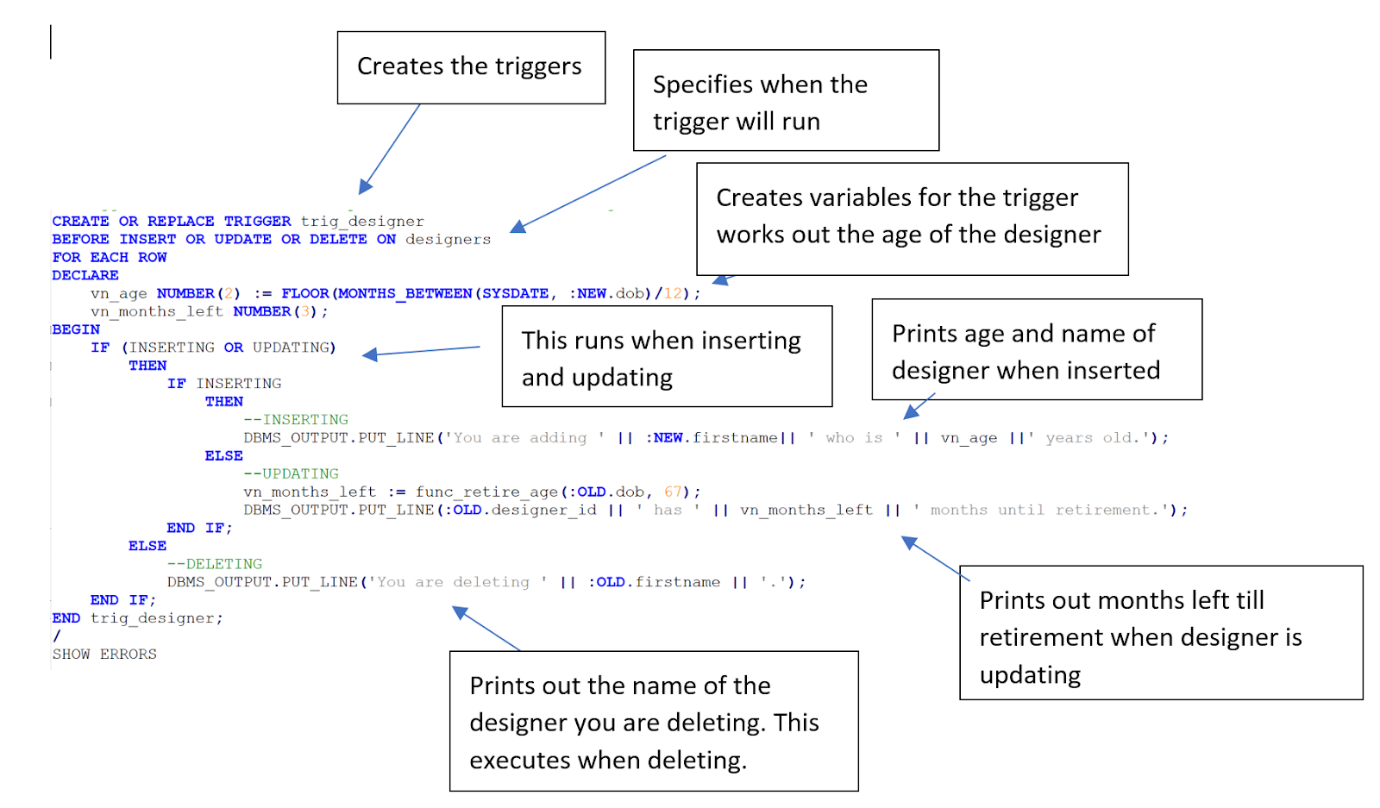 Creates the triggers
Specifies when the
trigger will run
Creates variables for the trigger
works out the age of the designer
CREATE OR REPLACE TRIGGER trig_designer
BEFORE INSERT OR UPDATE OR DELETE ON designers
FOR EACH ROW
DECLARE
    vn_age NUMBER(2) := FLOOR(MONTHS_BETWEEN(SYSDATE, :NEW.dob)/12);
    vn_months_left NUMBER(3);
BEGIN
    IF (INSERTING OR UPDATING)
        THEN
            IF INSERTING
                THEN
                    --INSERTING
                    DBMS_OUTPUT.PUT_LINE('You are adding ' || :NEW.firstname|| ' who is ' || vn_age ||' years old.');
                ELSE
                    --UPDATING
                    vn_months_left := func_retire_age(:OLD.dob, 67);
                    DBMS_OUTPUT.PUT_LINE(:OLD.designer_id || ' has ' || vn_months_left || ' months until retirement.');
            END IF;
        ELSE
            --DELETING
            DBMS_OUTPUT.PUT_LINE('You are deleting ' || :OLD.firstname || '.');
    END IF;
END trig_designer;
/
SHOW ERRORS
This runs when inserting
and updating
Prints age and name of
designer when inserted
Prints out months left till
retirement when designer is
updating
Prints out the name of the
designer you are deleting. This
executes when deleting.